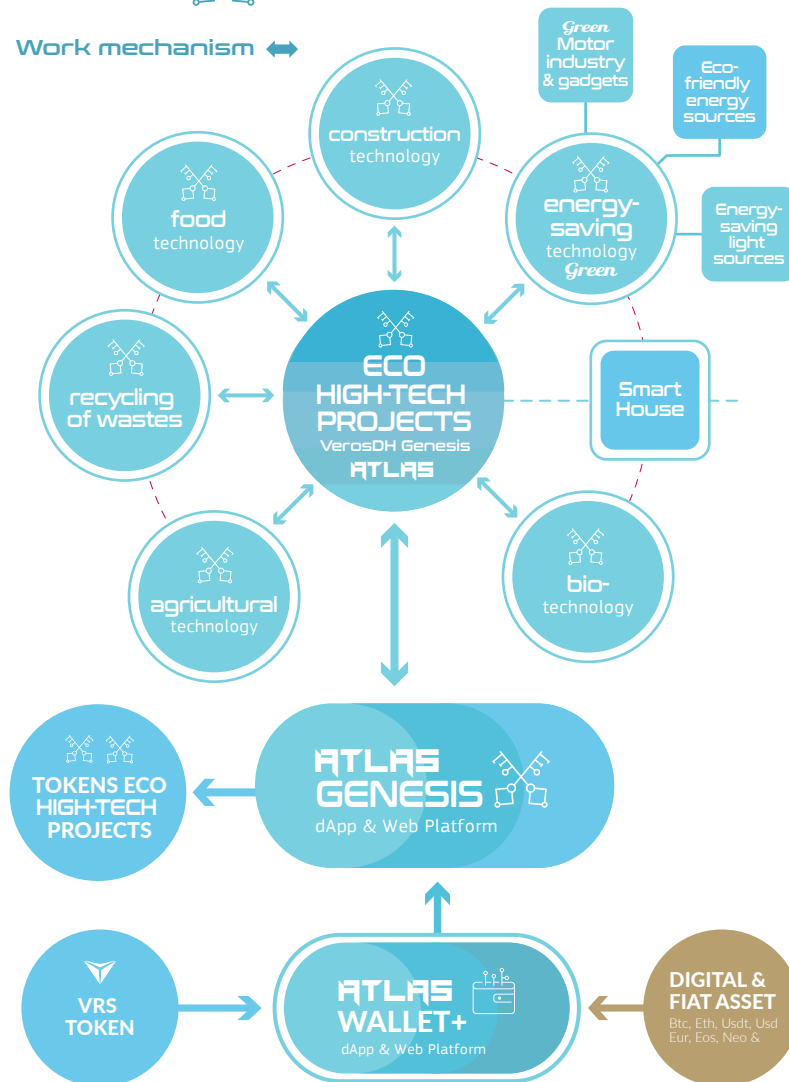 Work mechanism
Green
Motor
industry
& gadgets
Eco-
friendly
energy
sources
Energy-
saving
light
sources
construction
technology
food
technology
energy-
saving
technology
Green
recycling
of wastes
ECO
HIGH-TECH
PROJECTS
VerosDH Genesis
ATLAS
Smart
House
agricultural
technology
bio-
technology
TOKENS ECO
HIGH-TECH
PROJECTS
ATLAS
GENESIS
dApp & Web Platform
VRS
TOKEN
ATLAS
WALLET+
dApp & Web Platform
DIGITAL &
FIAT ASSET
Btc, Eth, Usdt, Usd
Eur, Eos, Neo &